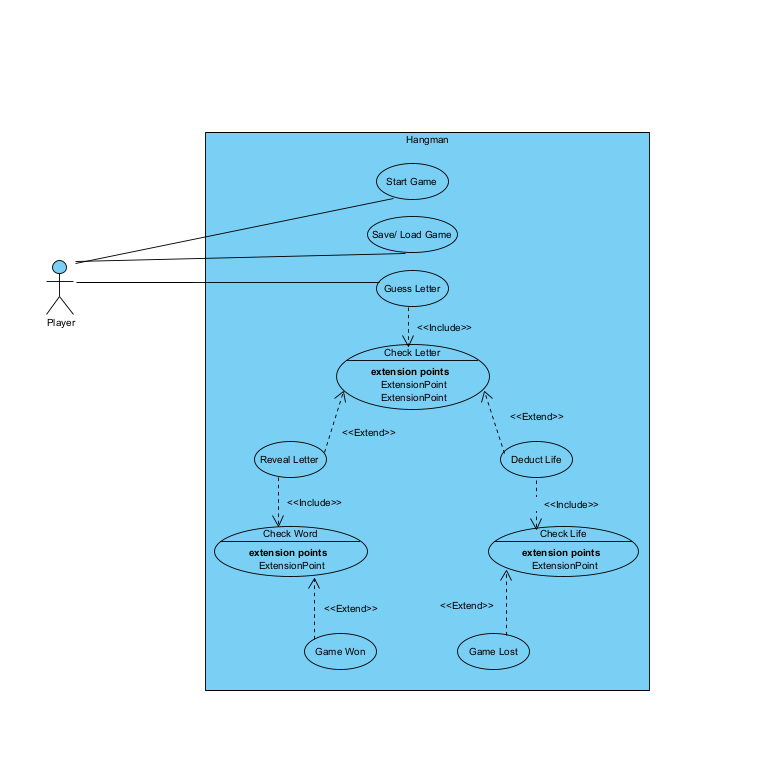 Hangman
Start Game
Save/ Load Game
Guess Letter
Player
<<Include>>
Check Letter
extension points
ExtensionPoint
ExtensionPoint
<<Extend>>
<<Extend>>
Reveal Letter
Deduct Life
<<Include>>
<<Include>>
Check Word
extension points
ExtensionPoint
Check Life
extension points
ExtensionPoint
<<Extend>>
<<Extend>>
Game Won
Game Lost